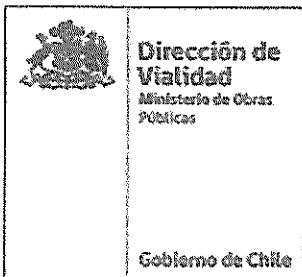 Dirección de
Vialidad
Ministerio de Obras
Públicas
Gobierno de Chile